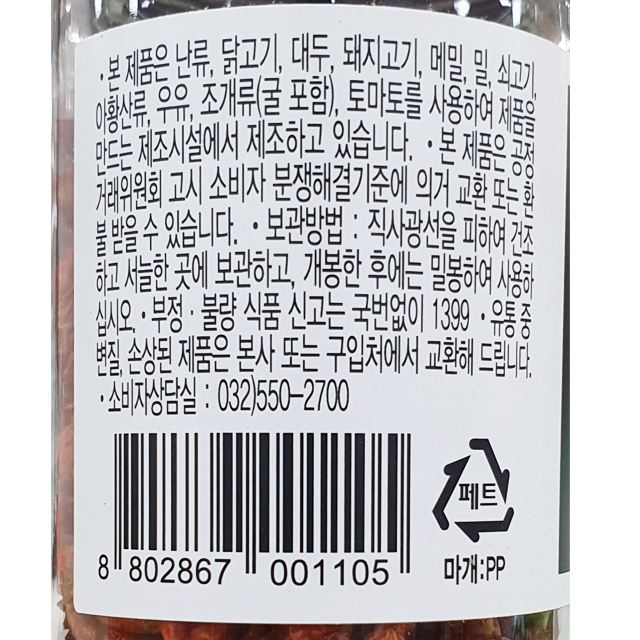 ・본 제품은 난류, 닭고기, 대두, 돼지고기, 메밀, 밀, 쇠고기,
아황산류, 우유, 조개류(굴 포함), 토마토를 사용하여 제품을
만드는 제조시설에서 제조하고 있습니다. ・본 제품은 공정
거래위원회 고시 소비자 분쟁해결기준에 의거 교환 또는 환
불 받을 수 있습니다. ・보관방법 : 직사광선을 피하여 건조
하고 서늘한 곳에 보관하고, 개봉한 후에는 밀봉하여 사용하
십시오. ・부정・불량 식품 신고는 국번없이 1399 ・유통 중
변질, 손상된 제품은 본사 또는 구입처에서 교환해 드립니다.
・소비자상담실 : 032)550-2700
페트
8 802867 001105
마개:PP